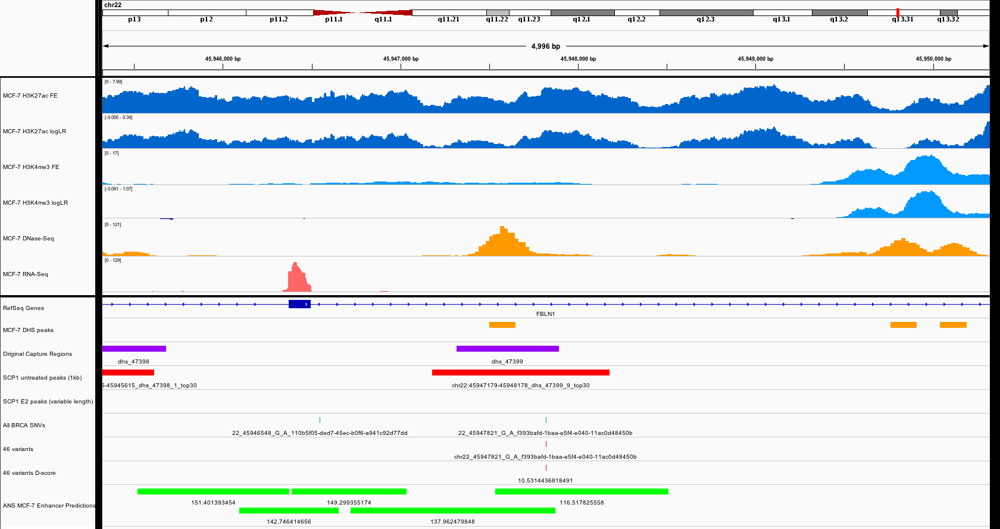 chr22
p13 p12 p11.2 p11.1 q11.1 q11.21 q11.22 q11.23 q12.1 q12.2 q12.3 q13.1 q13.2 q13.31 q13.32
4,996 bp
45,946,000 bp 45,947,000 bp 45,948,000 bp 45,949,000 bp 45,950,000 bp
[0 - 7.99]
MCF-7 H3K27ac FE
[-0.005 - 0.39]
MCF-7 H3K27ac logLR
[0 - 17]
MCF-7 H3K4me3 FE
[-0.081 - 1.07]
MCF-7 H3K4me3 logLR
[0 - 121]
MCF-7 DNase-Seq
[0 - 129]
MCF-7 RNA-Seq
RefSeq Genes
FBLN1
MCF-7 DHS peaks
Original Capture Regions
dhs_47398 dhs_47399
SCP1 untreated peaks (1kb)
6-45945615_dhs_47398_1_top30 chr22:45947179-45948178_dhs_47399_9_top30
SCP1 E2 peaks (variable length)
All BRCA SNVs
22_45946548_G_A_110b5f05-ded7-45ec-b0f6-a941c92d77dd 22_45947821_G_A_f393bafd-1baa-e5f4-e040-11ac0d48450b
46 variants
chr22_45947821_G_A_f393bafd-1baa-e5f4-e040-11ac0d48450b
46 variants D-score
10.5314436818491
151.401393454 149.299355174 116.517825558
ANS MCF-7 Enhancer Predictions
142.746414656 137.962479848